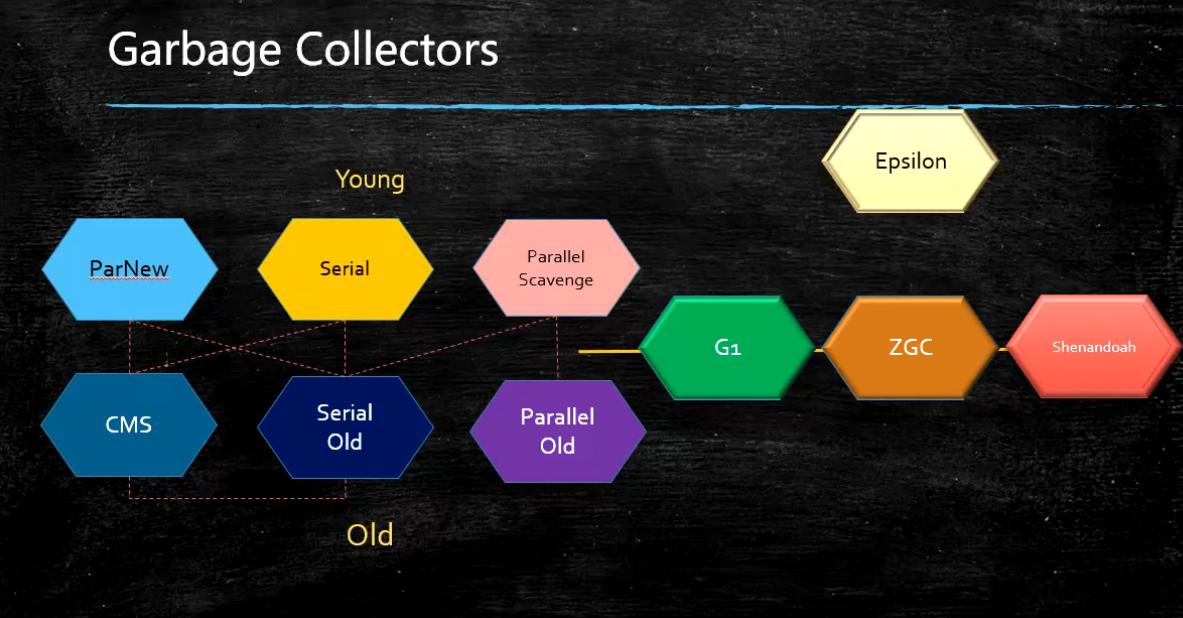 Garbage Collectors
Epsilon
Young
ParNew
Serial
Parallel
Scavenge
G1
ZGC
Shenandoah
CMS
Serial
Old
Parallel
Old
Old